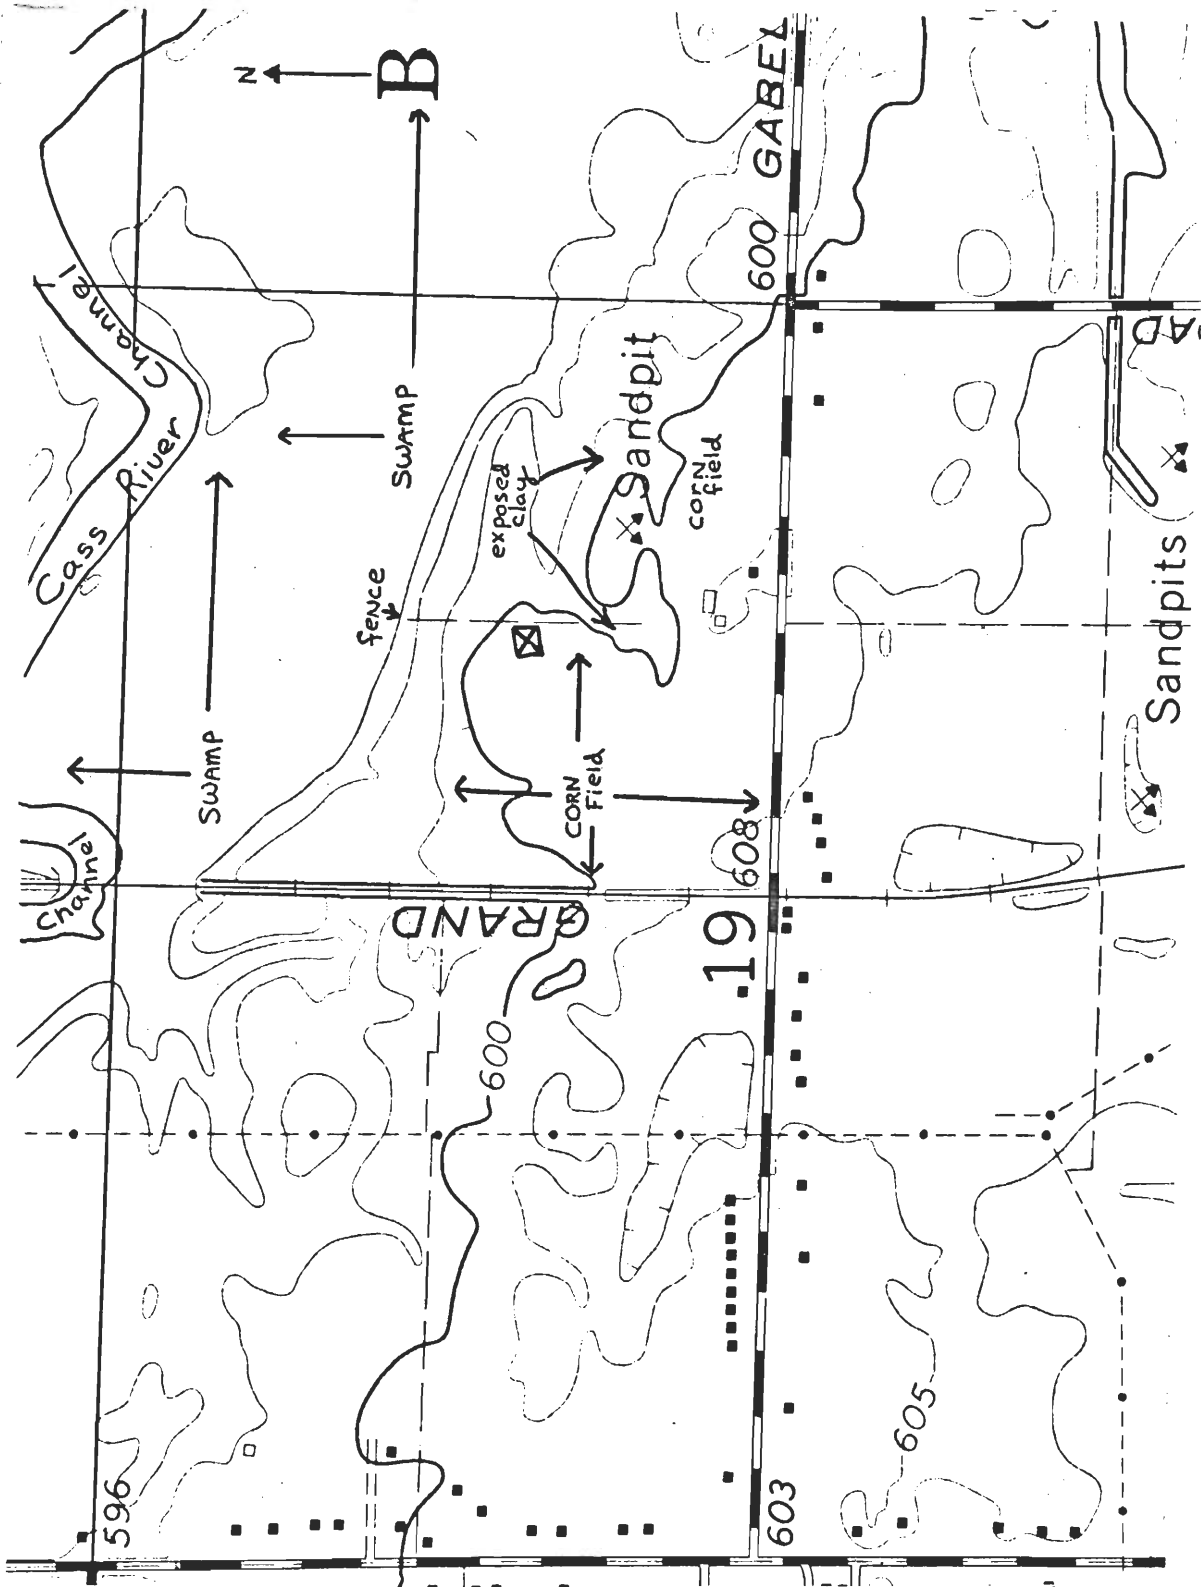 N
B
GABEL
600
Cass River Channel
SWAMP
Sandpit
exposed
clay
CORN
field
fence
SWAMP
CORN
Field
Channel
608
GRAND
19
600
Sandpits
596
603
605